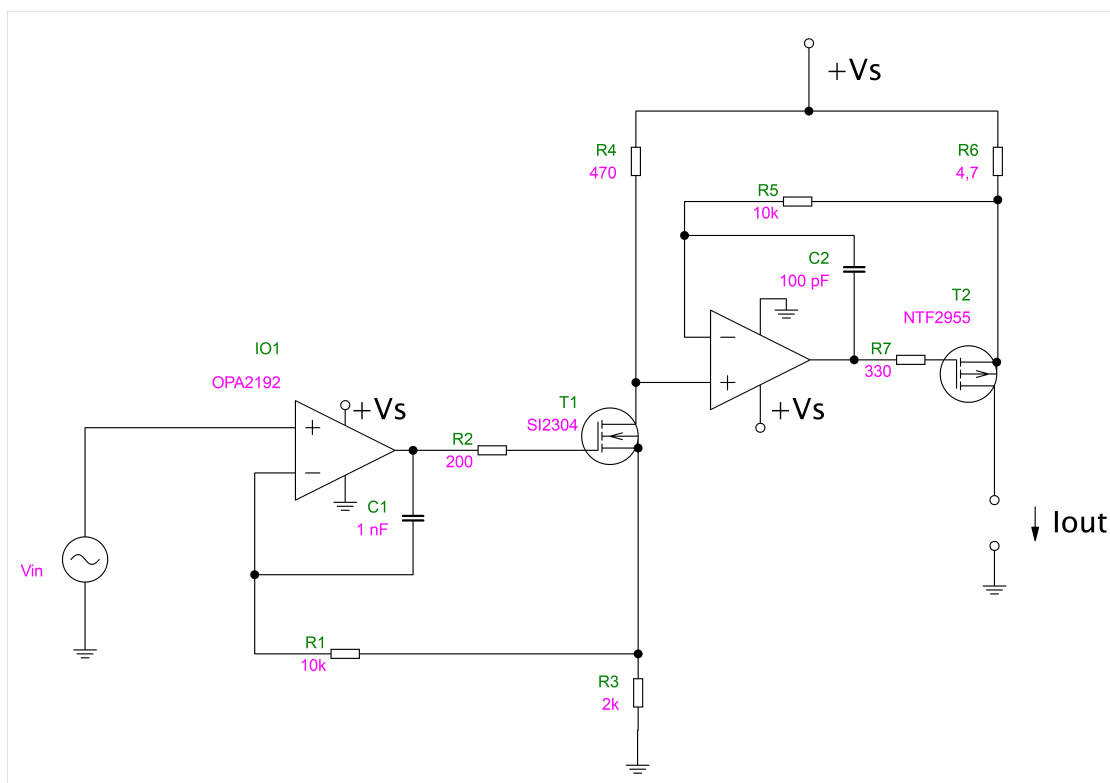 +Vs
R4
470
R6
4,7
R5
10k
C2
100 pF
T2
NTF2955
IO1
OPA2192
+Vs
T1
SI2304
R7
330
+Vs
R2
200
C1
1 nF
Iout
Vin
R1
10k
R3
2k
+
−
−
+